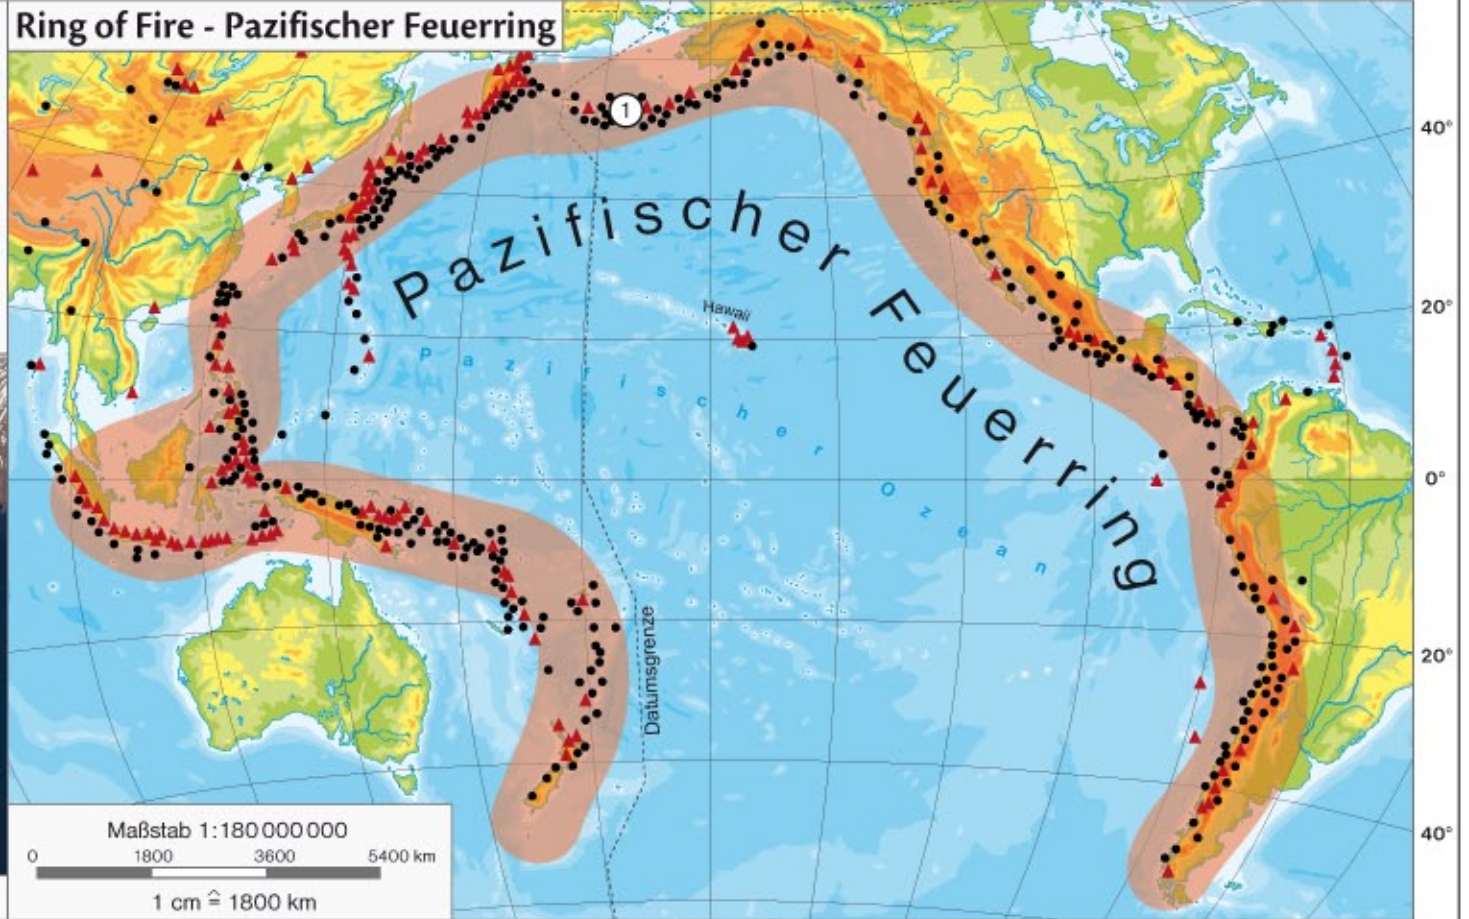 Ring of Fire - Pazifischer Feuerring
1
40°
Pazifischer Feuerring
20°
Hawaii
Pazifischer Ozean
0°
Datumsgrenze
20°
40°
Maßstab 1:180 000 000
0 1800 3600 5400 km
1 cm ≙ 1800 km